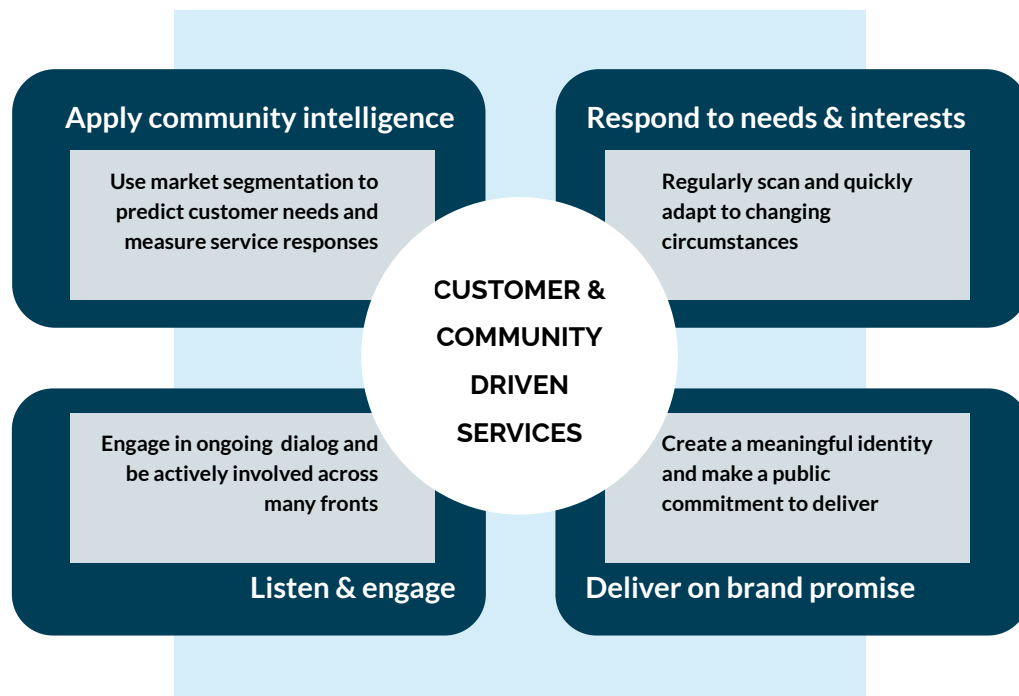 Apply community intelligence
Use market segmentation to
predict customer needs and
measure service responses
Respond to needs & interests
Regularly scan and quickly
adapt to changing
circumstances
CUSTOMER &
COMMUNITY
DRIVEN
SERVICES
Engage in ongoing  dialog and
be actively involved across
many fronts
Listen & engage
Create a meaningful identity
and make a public
commitment to deliver
Deliver on brand promise